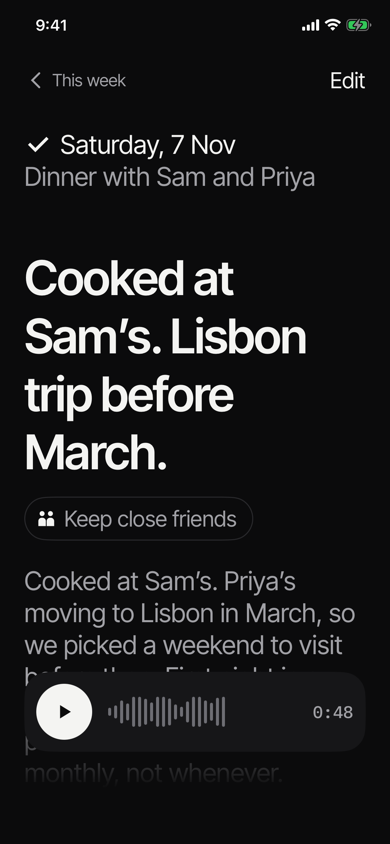 9:41
This week
Edit
Saturday, 7 Nov
Dinner with Sam and Priya
Cooked at
Sam’s. Lisbon
trip before
March.
Keep close friends
Cooked at Sam’s. Priya’s
moving to Lisbon in March, so
we picked a weekend to visit
0:48
monthly, not whenever.